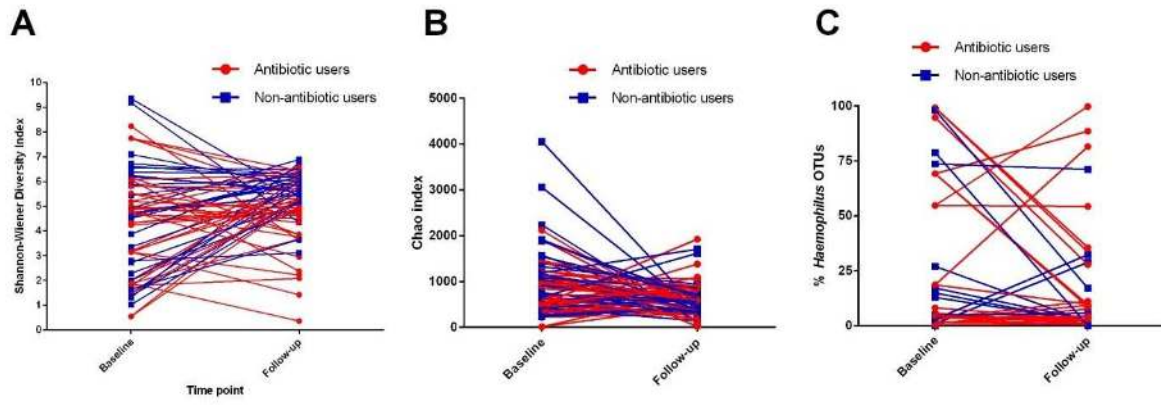 A
Antibiotic users
Non-antibiotic users
10
9
8
7
6
5
4
3
2
1
0
Shannon-Wiener Diversity Index
Baseline
Follow-up
Time point
B
Antibiotic users
Non-antibiotic users
5000
4000
3000
2000
1000
0
Chao index
Baseline
Follow-up
C
Antibiotic users
Non-antibiotic users
100
75
50
25
0
% Haemophilus OTUs
Baseline
Follow-up